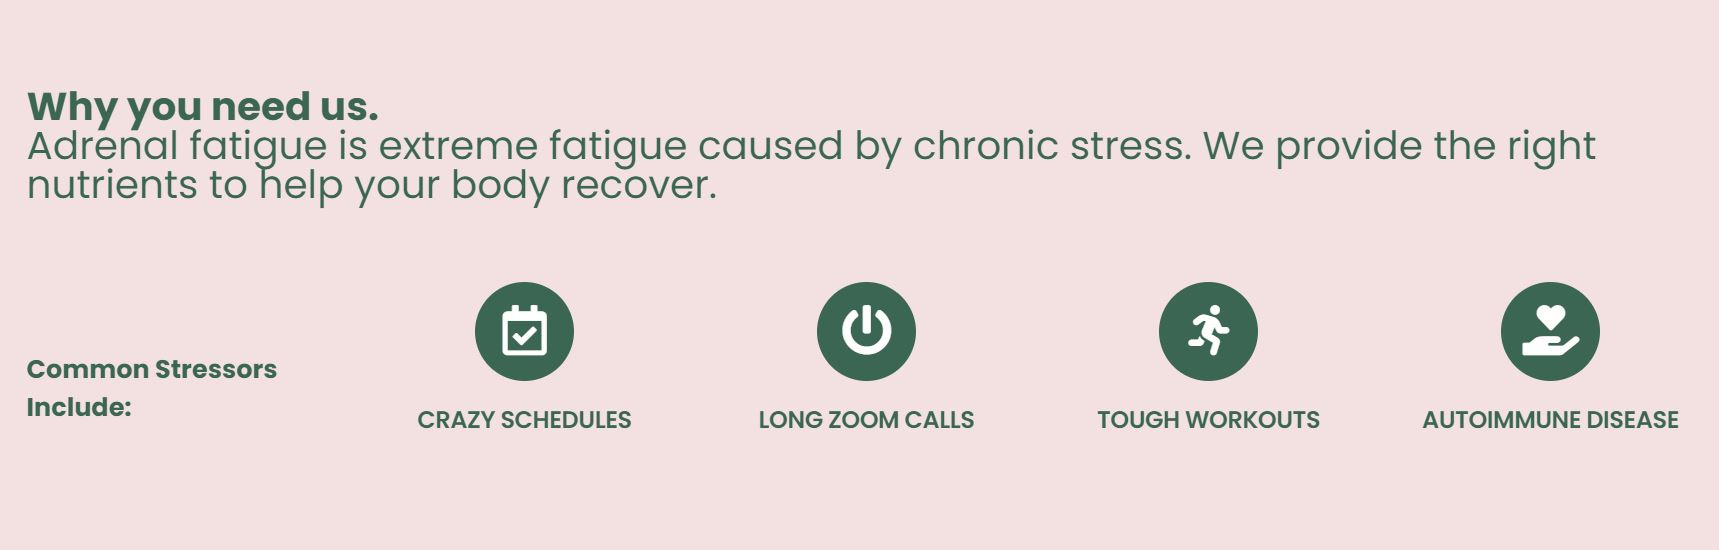 Why you need us.
Adrenal fatigue is extreme fatigue caused by chronic stress. We provide the right
nutrients to help your body recover.
Common Stressors
Include:
CRAZY SCHEDULES
LONG ZOOM CALLS
TOUGH WORKOUTS
AUTOIMMUNE DISEASE